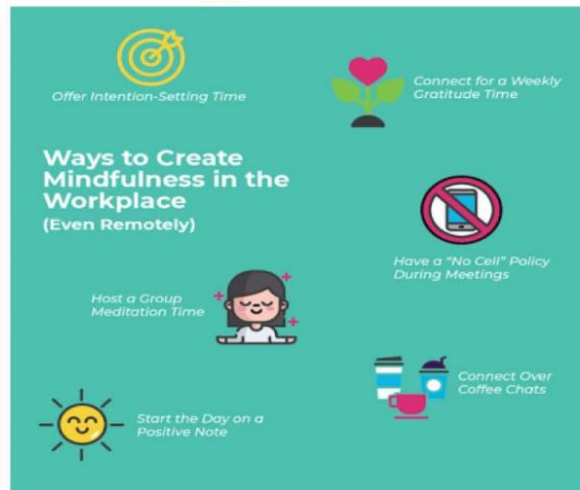 Offer Intention-Setting Time
Connect for a Weekly
Gratitude Time
Ways to Create
Mindfulness in the
Workplace
(Even Remotely)
Have a "No Cell" Policy
During Meetings
Host a Group
Meditation Time
Connect Over
Coffee Chats
Start the Day on a
Positive Note